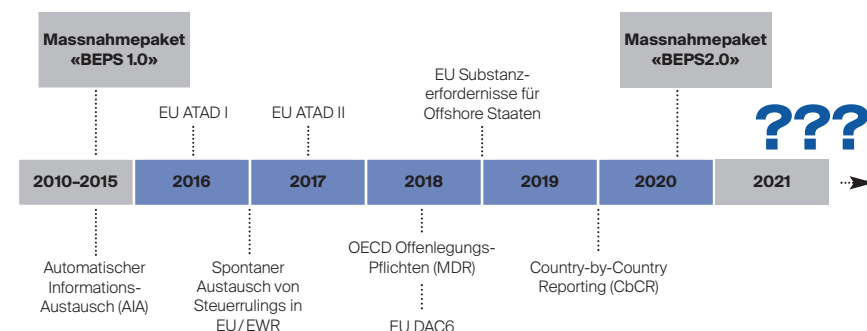 Massnahmepaket
«BEPS 1.0»
Massnahmepaket
«BEPS2.0»
EU ATAD I
EU ATAD II
EU Substanz-
erfordernisse für
Offshore Staaten
???
2010–2015
2016
2017
2018
2019
2020
2021
Automatischer
Informations-
Austausch (AIA)
Spontaner
Austausch von
Steuerrulings in
EU/EWR
OECD Offenlegungs-
Pflichten (MDR)
EU DAC6
Country-by-Country
Reporting (CbCR)